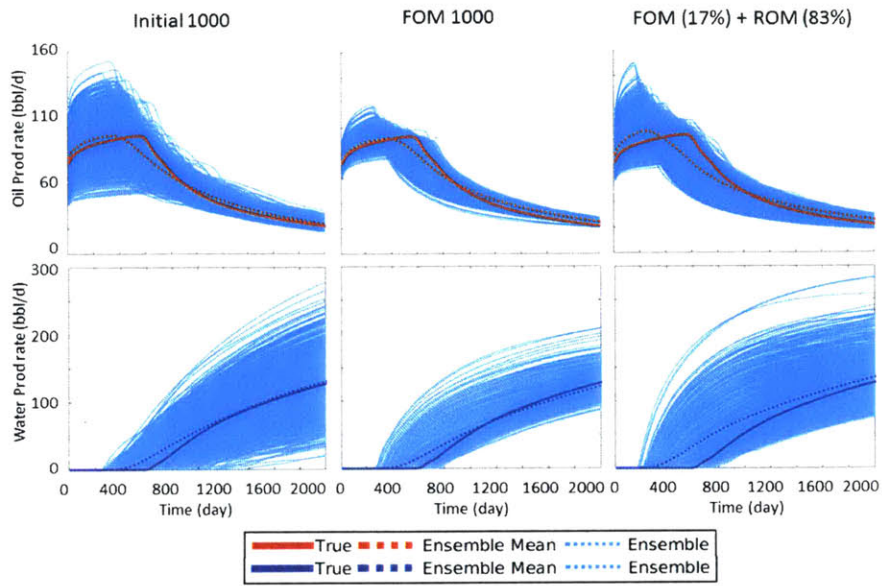 Initial 1000
FOM 1000
FOM (17%) + ROM (83%)
Oil Prod rate (bbl/d)
160
110
60
0
Water Prod rate (bbl/d)
300
200
100
0
0 400 800 1200 1600 2000
0 400 800 1200 1600 2000
0 400 800 1200 1600 2000
Time (day)
Time (day)
Time (day)
True Ensemble Mean Ensemble
True Ensemble Mean Ensemble